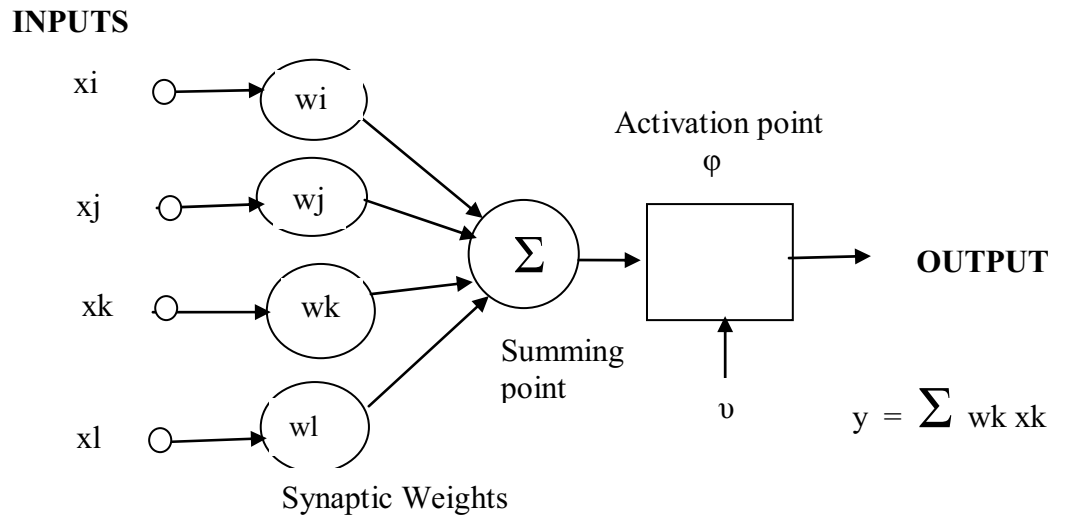 INPUTS
xi
wi
Activation point
φ
xj
wj
Σ
OUTPUT
xk
wk
Summing
point
υ
y = Σ wk xk
xl
wl
Synaptic Weights